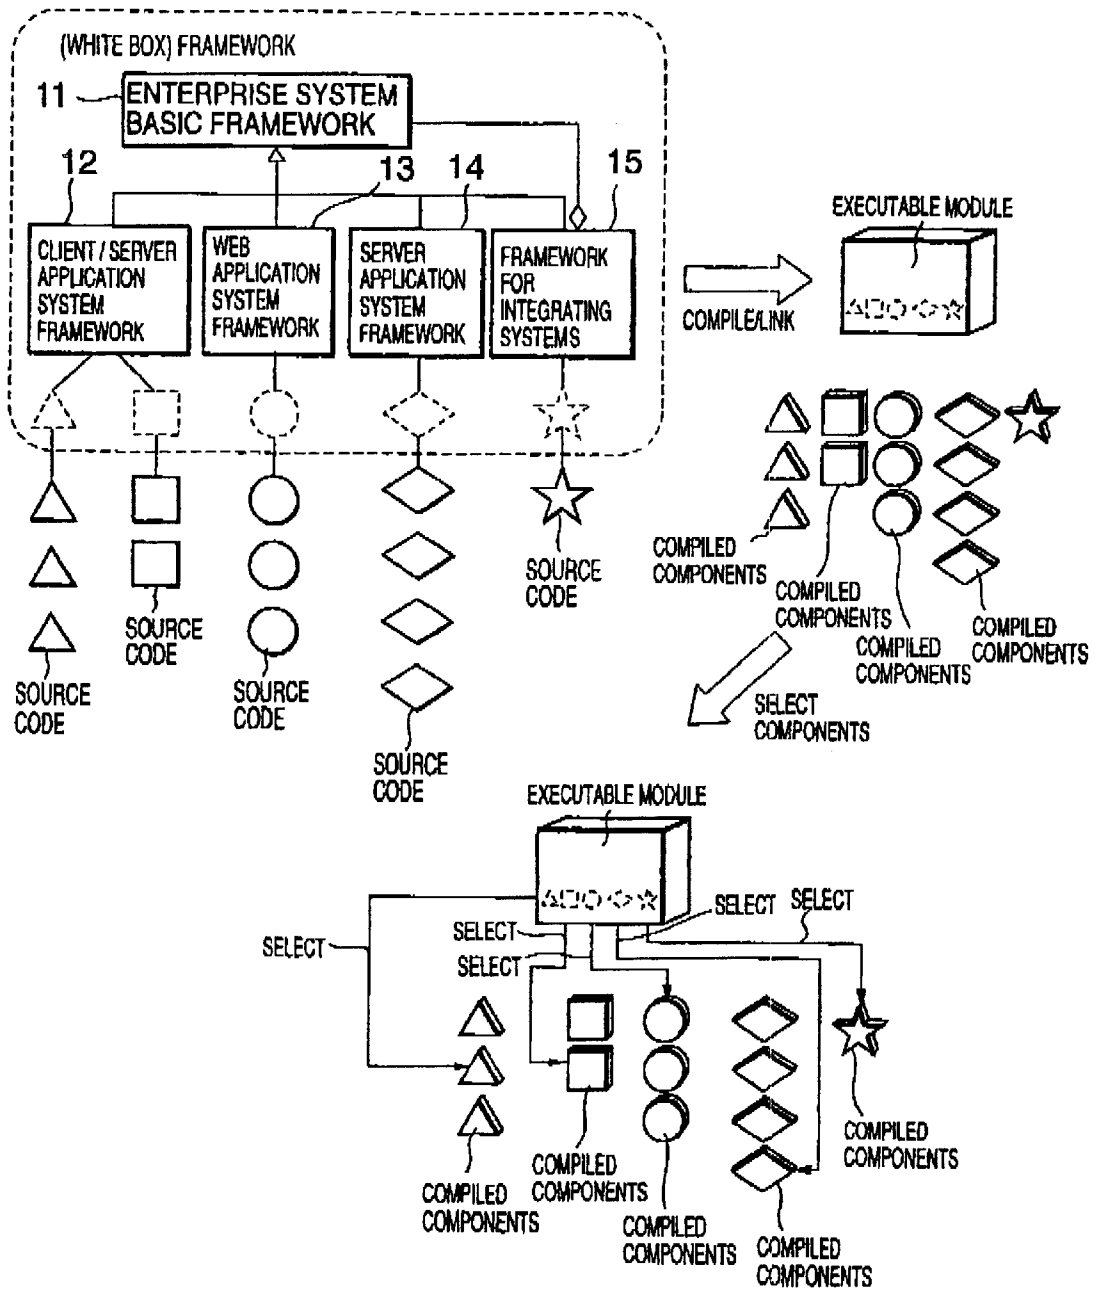 (WHITE BOX) FRAMEWORK
11
ENTERPRISE SYSTEM
BASIC FRAMEWORK
12
13
14
15
CLIENT / SERVER
APPLICATION
SYSTEM
FRAMEWORK
WEB
APPLICATION
SYSTEM
FRAMEWORK
SERVER
APPLICATION
SYSTEM
FRAMEWORK
FRAMEWORK
FOR
INTEGRATING
SYSTEMS
COMPILE/LINK
EXECUTABLE MODULE
SOURCE
CODE
SOURCE
CODE
SOURCE
CODE
SOURCE
CODE
SOURCE
CODE
COMPILED
COMPONENTS
COMPILED
COMPONENTS
COMPILED
COMPONENTS
COMPILED
COMPONENTS
SELECT
COMPONENTS
EXECUTABLE MODULE
SELECT
SELECT
SELECT
SELECT
SELECT
COMPILED
COMPONENTS
COMPILED
COMPONENTS
COMPILED
COMPONENTS
COMPILED
COMPONENTS
COMPILED
COMPONENTS